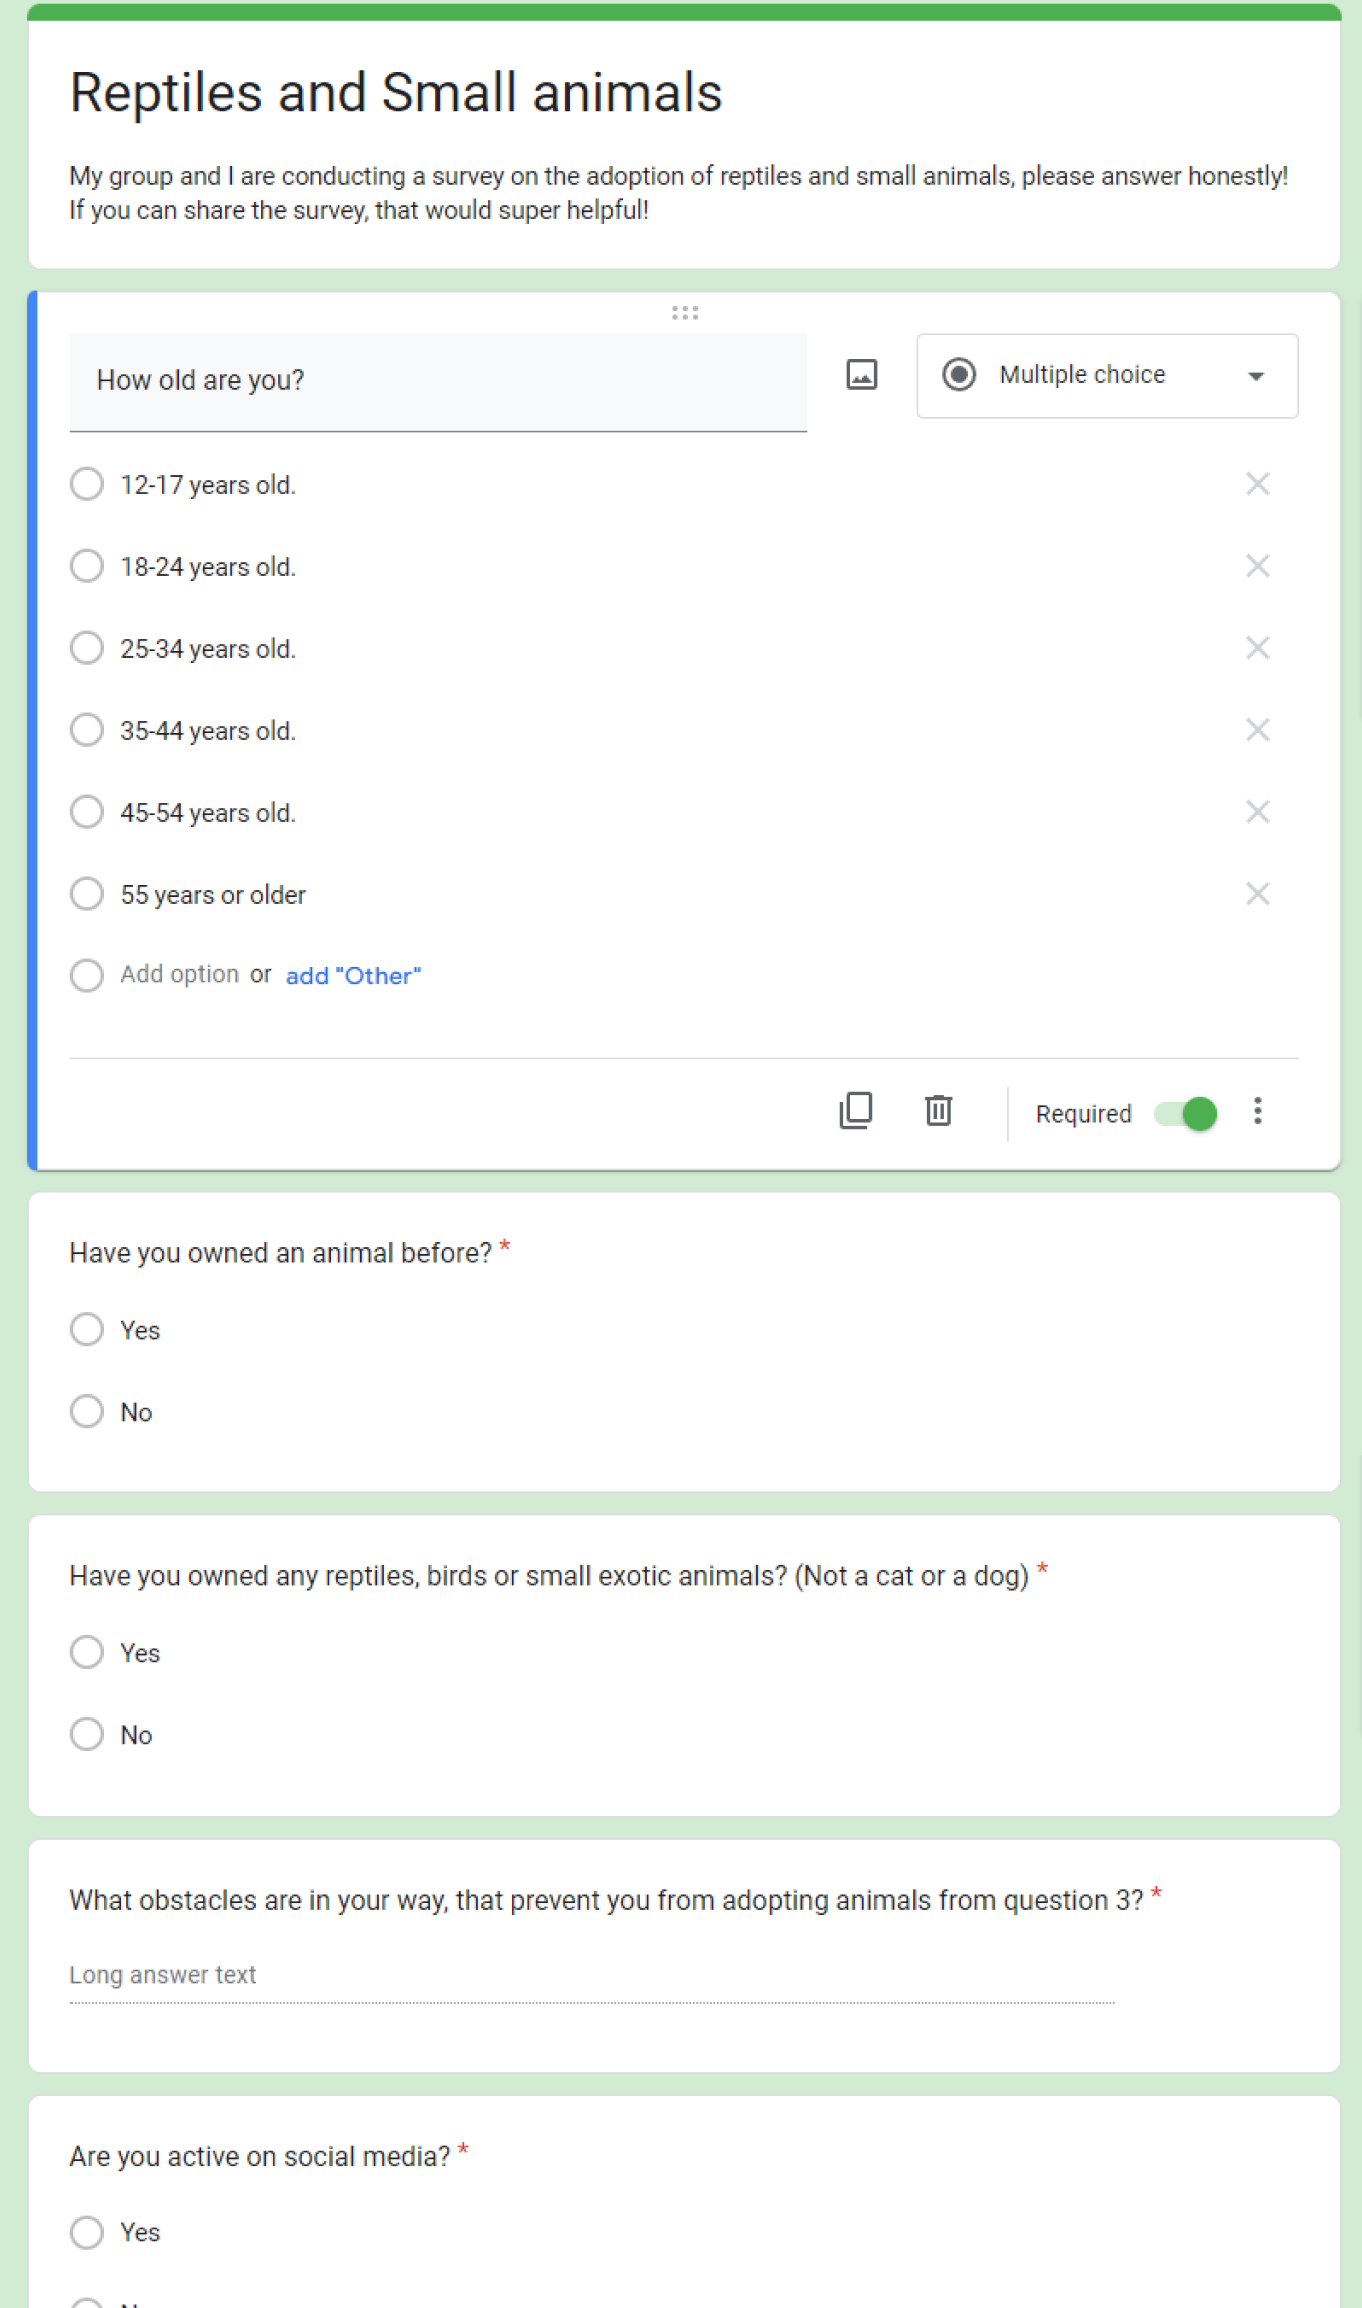 Reptiles and Small animals
My group and I are conducting a survey on the adoption of reptiles and small animals, please answer honestly!
If you can share the survey, that would super helpful!
How old are you?
Multiple choice
12-17 years old.
18-24 years old.
25-34 years old.
35-44 years old.
45-54 years old.
55 years or older
Add option or add "Other"
Required
Have you owned an animal before? *
Yes
No
Have you owned any reptiles, birds or small exotic animals? (Not a cat or a dog) *
Yes
No
What obstacles are in your way, that prevent you from adopting animals from question 3? *
Long answer text
Are you active on social media? *
Yes